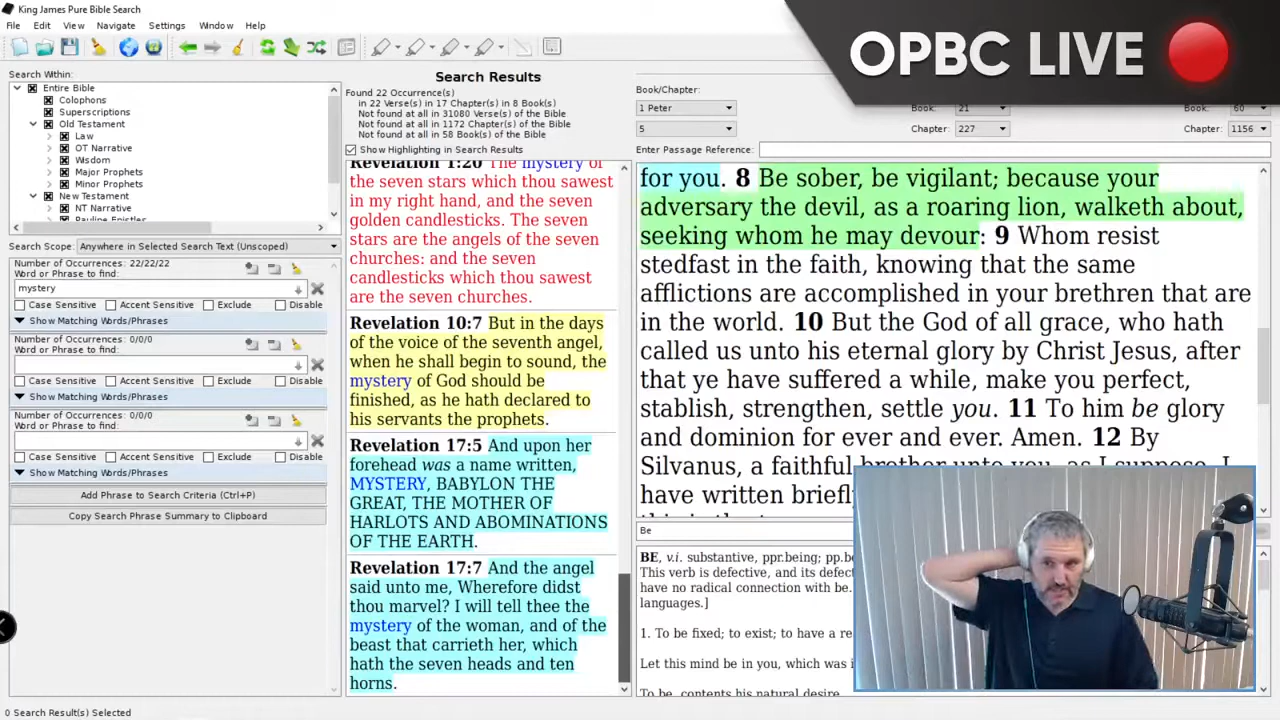 King James Pure Bible Search
File Edit View Navigate Settings Window Help
OPBC LIVE
Search Within:
Entire Bible
Colophons
Superscriptions
Old Testament
Law
OT Narrative
Wisdom
Major Prophets
Minor Prophets
New Testament
NT Narrative
Pauline Epistles
Search Scope: Anywhere in Selected Search Text (Unscoped)
Number of Occurrences: 22/22/22
Word or Phrase to find:
mystery
Case Sensitive Accent Sensitive Exclude Disable
Show Matching Words/Phrases
Number of Occurrences: 0/0/0
Word or Phrase to find:
Case Sensitive Accent Sensitive Exclude Disable
Show Matching Words/Phrases
Number of Occurrences: 0/0/0
Word or Phrase to find:
Case Sensitive Accent Sensitive Exclude Disable
Show Matching Words/Phrases
Add Phrase to Search Criteria (Ctrl+P)
Copy Search Phrase Summary to Clipboard
0 Search Result(s) Selected
Search Results
Found 22 Occurrence(s)
in 22 Verse(s) in 17 Chapter(s) in 8 Book(s)
Not found at all in 31080 Verse(s) of the Bible
Not found at all in 1172 Chapter(s) of the Bible
Not found at all in 58 Book(s) of the Bible
Show Highlighting in Search Results
Revelation 1:20 The mystery of
the seven stars which thou sawest
in my right hand, and the seven
golden candlesticks. The seven
stars are the angels of the seven
churches: and the seven
candlesticks which thou sawest
are the seven churches.
Revelation 10:7 But in the days
of the voice of the seventh angel,
when he shall begin to sound, the
mystery of God should be
finished, as he hath declared to
his servants the prophets.
Revelation 17:5 And upon her
forehead was a name written,
MYSTERY, BABYLON THE
GREAT, THE MOTHER OF
HARLOTS AND ABOMINATIONS
OF THE EARTH.
Revelation 17:7 And the angel
said unto me, Wherefore didst
thou marvel? I will tell thee the
mystery of the woman, and of the
beast that carrieth her, which
hath the seven heads and ten
horns.
Book/Chapter:
1 Peter Book: 21 Book: 60
5 Chapter: 227 Chapter: 1156
Enter Passage Reference:
for you. 8 Be sober, be vigilant; because your
adversary the devil, as a roaring lion, walketh about,
seeking whom he may devour: 9 Whom resist
stedfast in the faith, knowing that the same
afflictions are accomplished in your brethren that are
in the world. 10 But the God of all grace, who hath
called us unto his eternal glory by Christ Jesus, after
that ye have suffered a while, make you perfect,
stablish, strengthen, settle you. 11 To him be glory
and dominion for ever and ever. Amen. 12 By
Silvanus, a faithful brother unto you, as I suppose, I
have written briefly
Be
BE, v.i. substantive, ppr.being; pp.be
This verb is defective, and its defect
have no radical connection with be.
languages.]
1. To be fixed; to exist; to have a re
Let this mind be in you, which was i
To be, contents his natural desire.